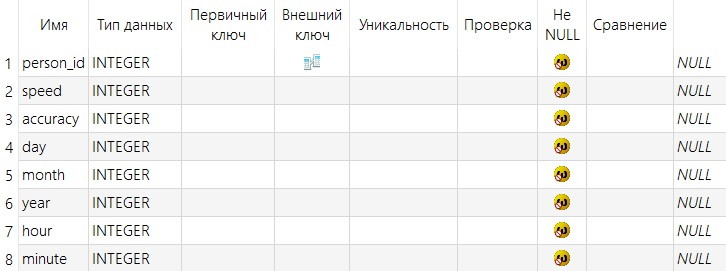 Имя Тип данных Первичный ключ Внешний ключ Уникальность Проверка Не NULL Сравнение
1 person_id INTEGER NULL
2 speed INTEGER NULL
3 accuracy INTEGER NULL
4 day INTEGER NULL
5 month INTEGER NULL
6 year INTEGER NULL
7 hour INTEGER NULL
8 minute INTEGER NULL